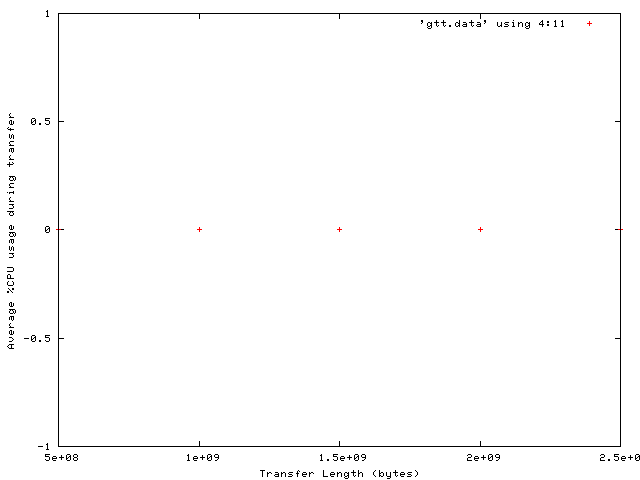 1
'gtt.data' using 4:11
0.5
0
-0.5
-1
Average %CPU usage during transfer
5e+08 1e+09 1.5e+09 2e+09 2.5e+0
Transfer Length (bytes)